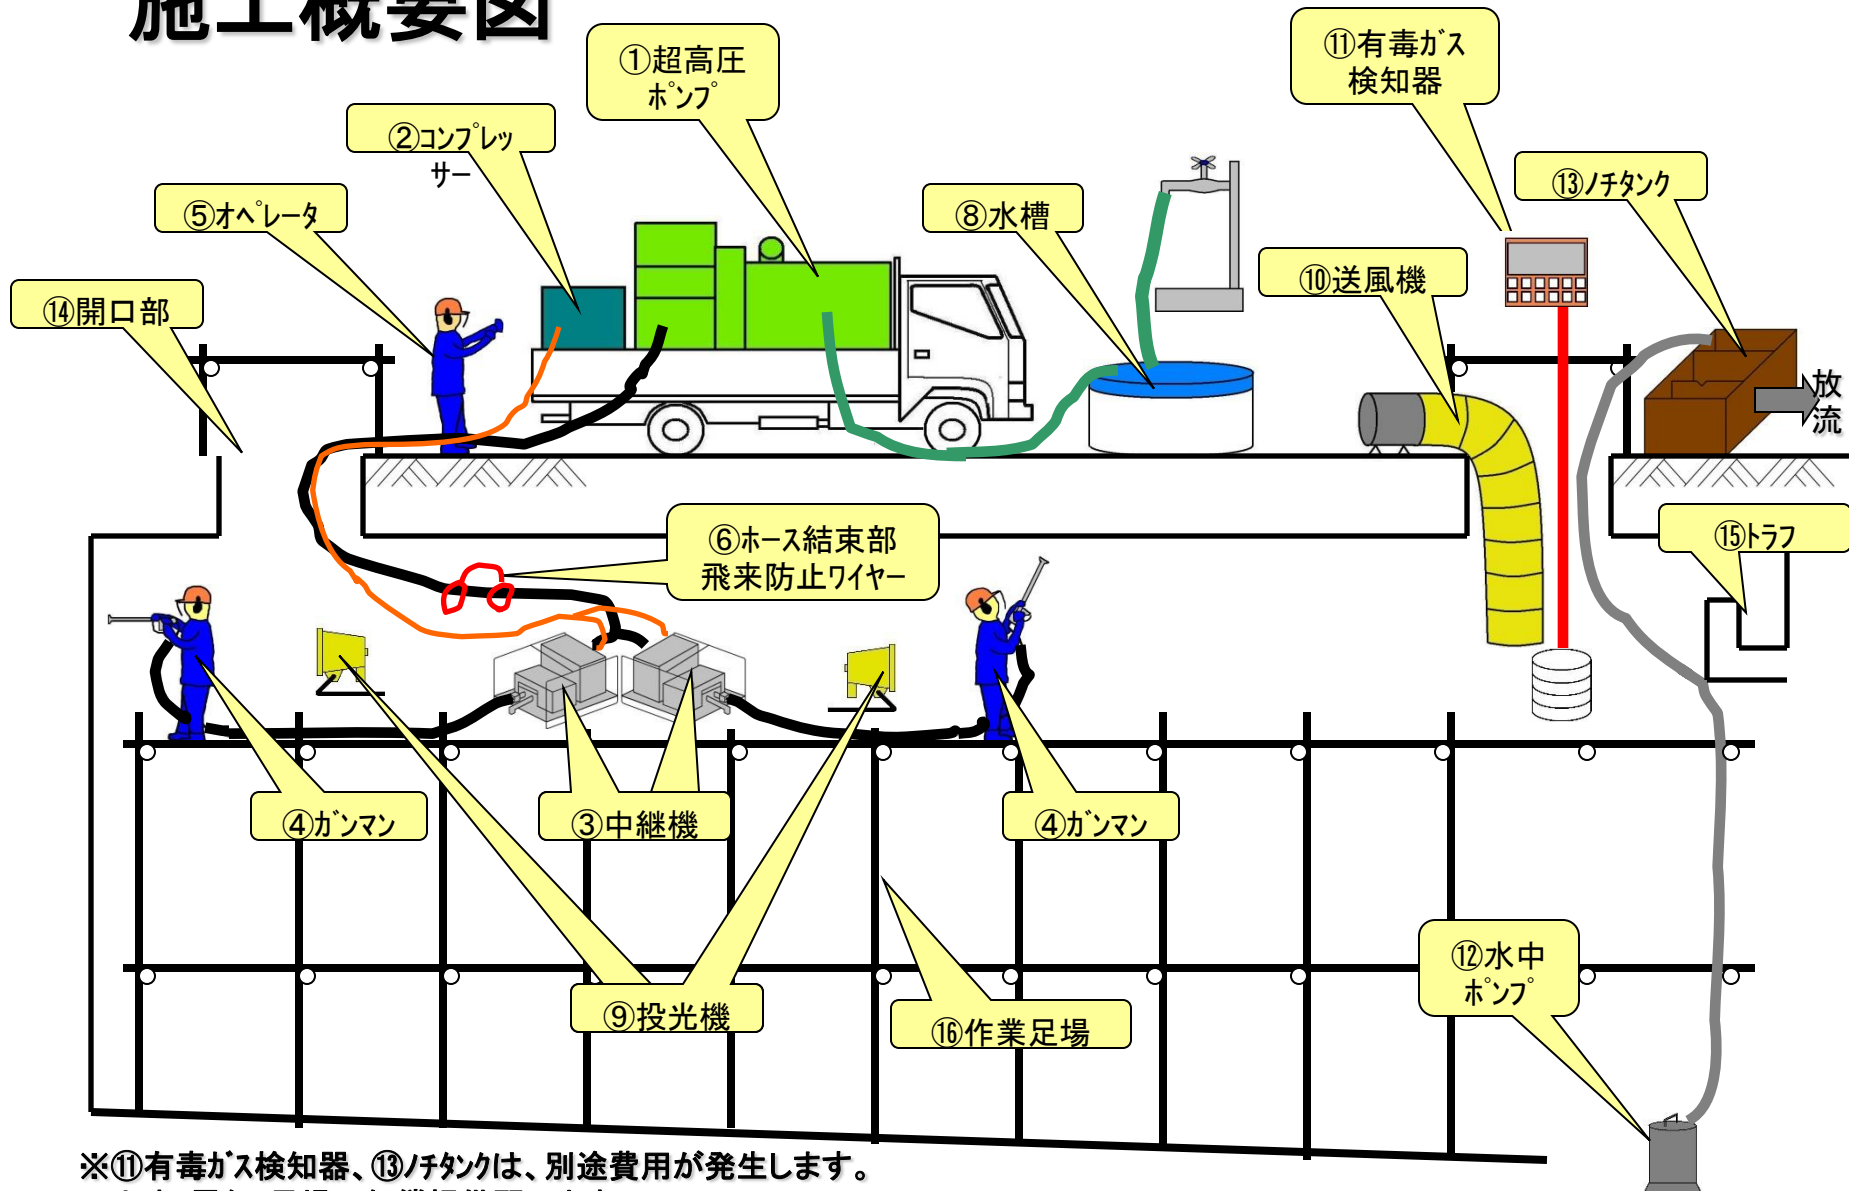 施工概要図
①超高圧
ﾎﾟﾝﾌﾟ
⑪有毒ｶﾞｽ
検知器
②ｺﾝﾌﾟﾚｯ
サー
⑬ﾉﾁﾀﾝｸ
⑤ｵﾍﾟﾚｰﾀ
⑧水槽
⑩送風機
⑭開口部
放
流
⑥ﾎｰｽ結束部
飛来防止ﾜｲﾔｰ
⑮ﾄﾗﾌ
④ｶﾞﾝﾏﾝ
③中継機
④ｶﾞﾝﾏﾝ
⑫水中
ﾎﾟﾝﾌﾟ
⑨投光機
⑯作業足場
※⑪有毒ｶﾞｽ検知器、⑬ﾉﾁﾀﾝｸは、別途費用が発生します。